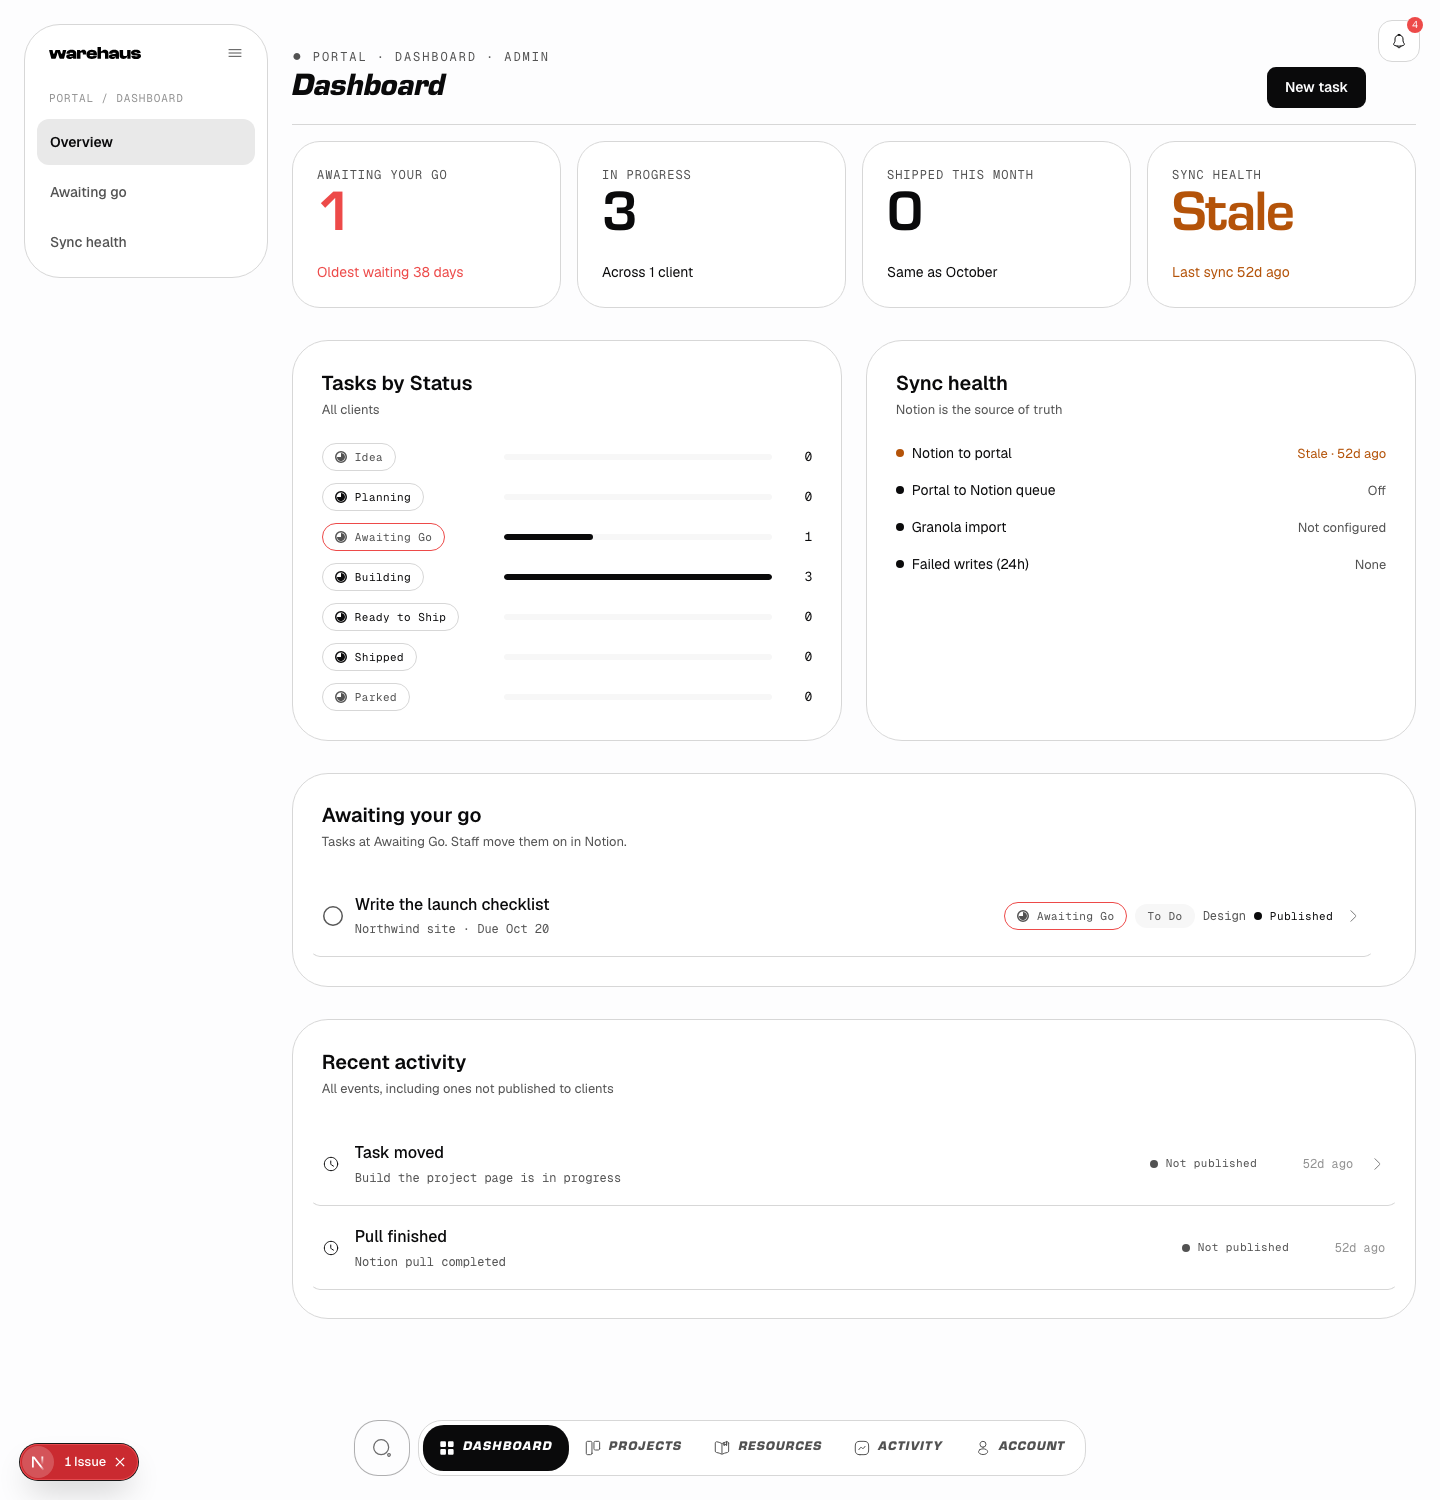 warehaus
PORTAL / DASHBOARD
Overview
Awaiting go
Sync health
PORTAL · DASHBOARD · ADMIN
Dashboard
4
New task
AWAITING YOUR GO
1
Oldest waiting 38 days
IN PROGRESS
3
Across 1 client
SHIPPED THIS MONTH
0
Same as October
SYNC HEALTH
Stale
Last sync 52d ago
Tasks by Status
All clients
Idea 0
Planning 0
Awaiting Go 1
Building 3
Ready to Ship 0
Shipped 0
Parked 0
Sync health
Notion is the source of truth
Notion to portal Stale · 52d ago
Portal to Notion queue Off
Granola import Not configured
Failed writes (24h) None
Awaiting your go
Tasks at Awaiting Go. Staff move them on in Notion.
Write the launch checklist
Northwind site · Due Oct 20
Awaiting Go To Do Design Published
Recent activity
All events, including ones not published to clients
Task moved
Build the project page is in progress
Not published 52d ago
Pull finished
Notion pull completed
Not published 52d ago
N 1 Issue
DASHBOARD PROJECTS RESOURCES ACTIVITY ACCOUNT